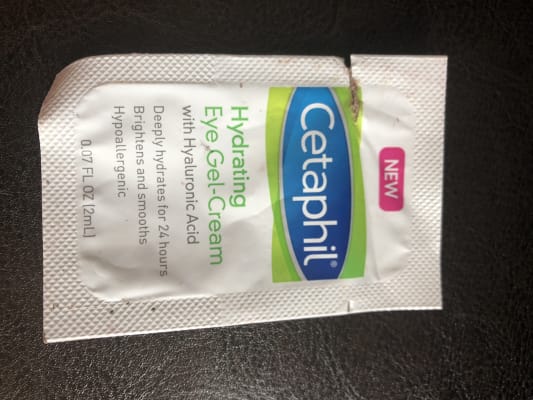 NEW
Cetaphil®
Hydrating
Eye Gel-Cream
with Hyaluronic Acid
Deeply hydrates for 24 hours
Brightens and smooths
Hypoallergenic
0.07 FL OZ (2mL)